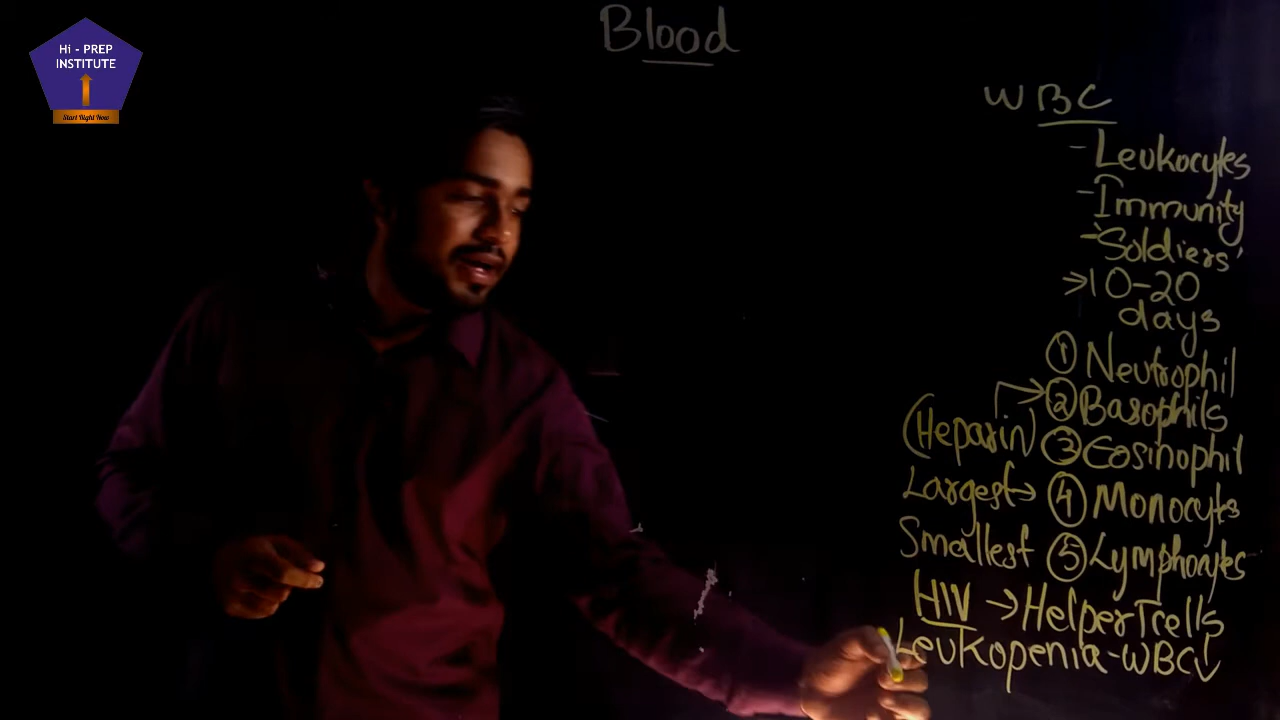 Hi - PREP
INSTITUTE
Start Right Now
Blood
WBC
- Leukocytes
- Immunity
- Soldiers'
→ 10-20
days
① Neutrophil
② Basophils
(Heparin) ③ Eosinophil
Largest → ④ Monocyts
Smallest ⑤ Lymphocytes
HIV → Helper T cells
Leukopenia - WBC↓